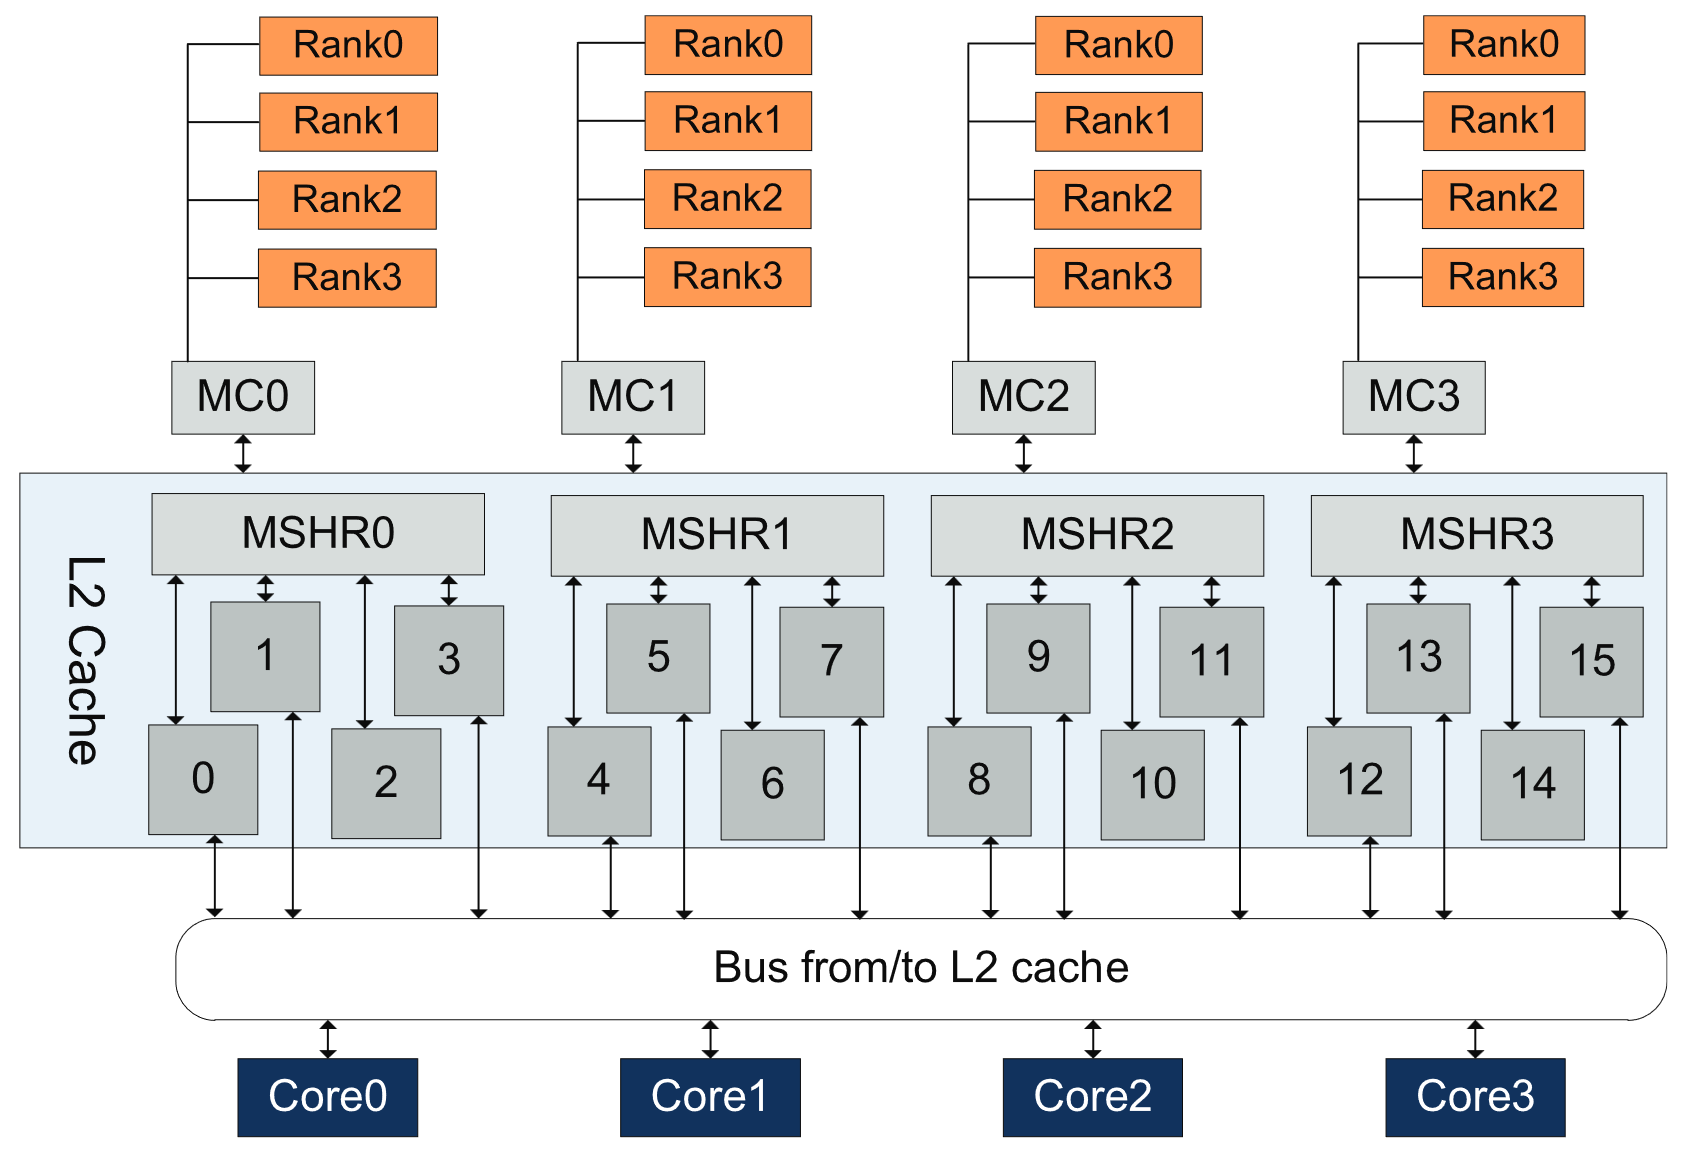 Rank0 Rank0 Rank0 Rank0
Rank1 Rank1 Rank1 Rank1
Rank2 Rank2 Rank2 Rank2
Rank3 Rank3 Rank3 Rank3
MC0 MC1 MC2 MC3
L2 Cache
MSHR0 MSHR1 MSHR2 MSHR3
1 3 5 7 9 11 13 15
0 2 4 6 8 10 12 14
Bus from/to L2 cache
Core0 Core1 Core2 Core3